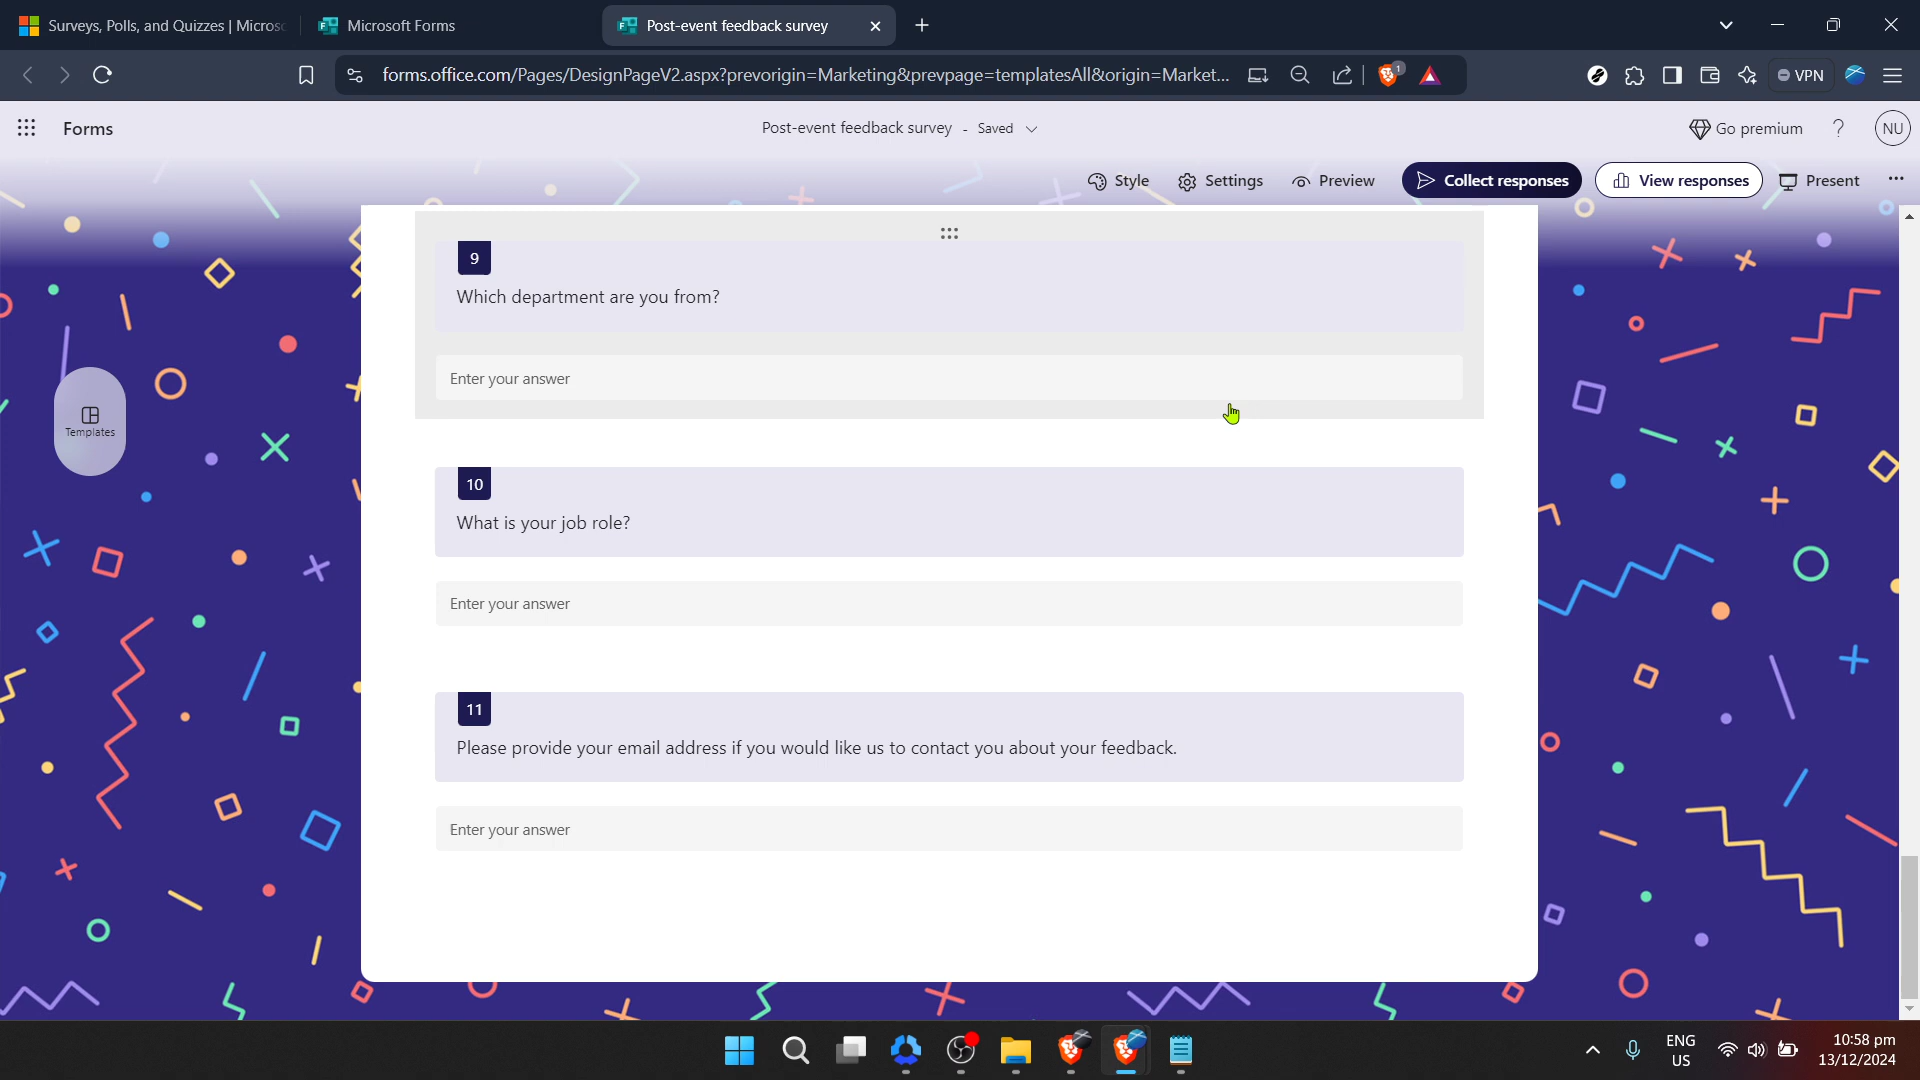 Surveys, Polls, and Quizzes | Micros
Microsoft Forms
Post-event feedback survey
forms.office.com/Pages/DesignPageV2.aspx?prevorigin=Marketing&prevpage=templatesAll&origin=Market...
1
VPN
Forms
Post-event feedback survey - Saved
Go premium
?
NU
Style
Settings
Preview
Collect responses
View responses
Present
Templates
9
Which department are you from?
Enter your answer
10
What is your job role?
Enter your answer
11
Please provide your email address if you would like us to contact you about your feedback.
Enter your answer
ENG
US
10:58 pm
13/12/2024